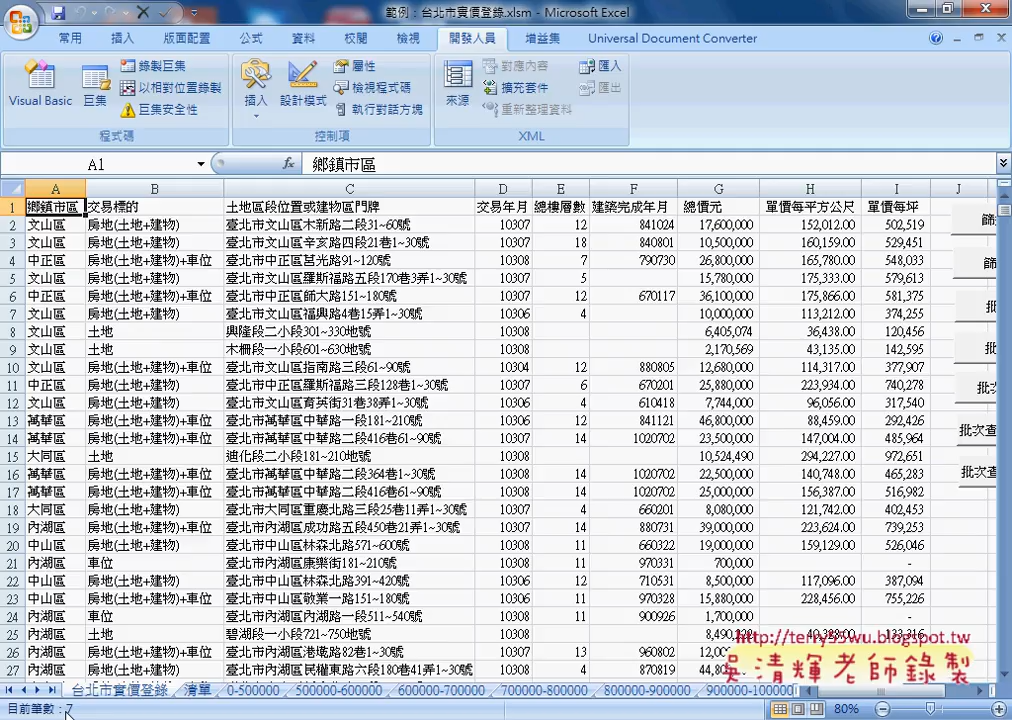 範例：台北市實價登錄.xlsm - Microsoft Excel
常用 插入 版面配置 公式 資料 校閱 檢視 開發人員 增益集 Universal Document Converter
Visual Basic 巨集 錄製巨集 以相對位置錄製 巨集安全性 插入 設計模式 屬性 檢視程式碼 執行對話方塊 來源 對應內容 擴充套件 重新整理資料 匯入 匯出
程式碼 控制項 XML
A1 fx 鄉鎮市區
A B C D E F G H I J
1 鄉鎮市區 交易標的 土地區段位置或建物區門牌 交易年月 總樓層數 建築完成年月 總價元 單價每平方公尺 單價每坪
2 文山區 房地(土地+建物) 臺北市文山區木新路二段31~60號 10307 12 841024 17,600,000 152,012.00 502,519
3 文山區 房地(土地+建物) 臺北市文山區辛亥路四段21巷1~30號 10307 18 840801 10,500,000 160,159.00 529,451
4 中正區 房地(土地+建物)+車位 臺北市中正區莒光路91~120號 10308 7 790730 26,800,000 165,780.00 548,033
5 文山區 房地(土地+建物) 臺北市文山區羅斯福路五段170巷3弄1~30號 10307 5 15,780,000 175,333.00 579,613
6 中正區 房地(土地+建物) 臺北市中正區師大路151~180號 10307 12 670117 36,100,000 175,866.00 581,375
7 文山區 房地(土地+建物) 臺北市文山區福興路4巷15弄1~30號 10306 4 10,000,000 113,212.00 374,255
8 文山區 土地 興隆段二小段301~330地號 10308 6,405,074 36,438.00 120,456
9 文山區 土地 木柵段一小段601~630地號 10308 2,170,569 43,135.00 142,595
10 文山區 房地(土地+建物)+車位 臺北市文山區指南路三段61~90號 10304 12 880805 12,680,000 114,317.00 377,907
11 中正區 房地(土地+建物)+車位 臺北市中正區羅斯福路三段128巷1~30號 10307 6 670201 25,880,000 223,934.00 740,278
12 文山區 房地(土地+建物) 臺北市文山區育英街31巷38弄1~30號 10306 4 610418 7,744,000 96,056.00 317,540
13 萬華區 房地(土地+建物)+車位 臺北市萬華區中華路一段181~210號 10306 12 841121 46,800,000 88,459.00 292,426
14 萬華區 房地(土地+建物)+車位 臺北市萬華區中華路二段416巷61~90號 10307 14 1020702 23,500,000 147,004.00 485,964
15 大同區 土地 迪化段二小段181~210地號 10308 10,524,490 294,227.00 972,651
16 萬華區 房地(土地+建物)+車位 臺北市萬華區中華路二段364巷1~30號 10308 14 1020702 22,500,000 140,748.00 465,283
17 萬華區 房地(土地+建物)+車位 臺北市萬華區中華路二段416巷61~90號 10307 14 1020702 25,000,000 156,387.00 516,982
18 大同區 房地(土地+建物) 臺北市大同區重慶北路三段25巷11弄1~30號 10307 4 660201 8,080,000 121,742.00 402,453
19 內湖區 房地(土地+建物)+車位 臺北市內湖區成功路五段450巷21弄1~30號 10307 14 880731 39,000,000 223,624.00 739,253
20 中山區 房地(土地+建物) 臺北市中山區林森北路571~600號 10308 11 660322 19,000,000 159,129.00 526,046
21 內湖區 車位 臺北市內湖區康樂街181~210號 10308 11 970331 700,000 -
22 中山區 房地(土地+建物) 臺北市中山區林森北路391~420號 10306 12 710531 8,500,000 117,096.00 387,094
23 中山區 房地(土地+建物)+車位 臺北市中山區敬業一路151~180號 10306 11 970328 15,880,000 228,456.00 755,226
24 內湖區 車位 臺北市內湖區內湖路一段511~540號 10308 11 900926 1,700,000
25 內湖區 土地 碧湖段一小段721~750地號 10308
26 內湖區 房地(土地+建物)+車位 臺北市內湖區港墘路82巷1~30號 10307 13 960802
27 內湖區 房地(土地+建物)+車位 臺北市內湖區民權東路六段180巷41弄1~30號 10308 4 870819
篩
篩
批
批
批次
批次查
批次查
http://terry55wu.blogspot.tw
吳清輝老師錄製
台北市實價登錄 清單 0-500000 500000-600000 600000-700000 700000-800000 800000-900000 900000-100000
目前筆數：7 80%